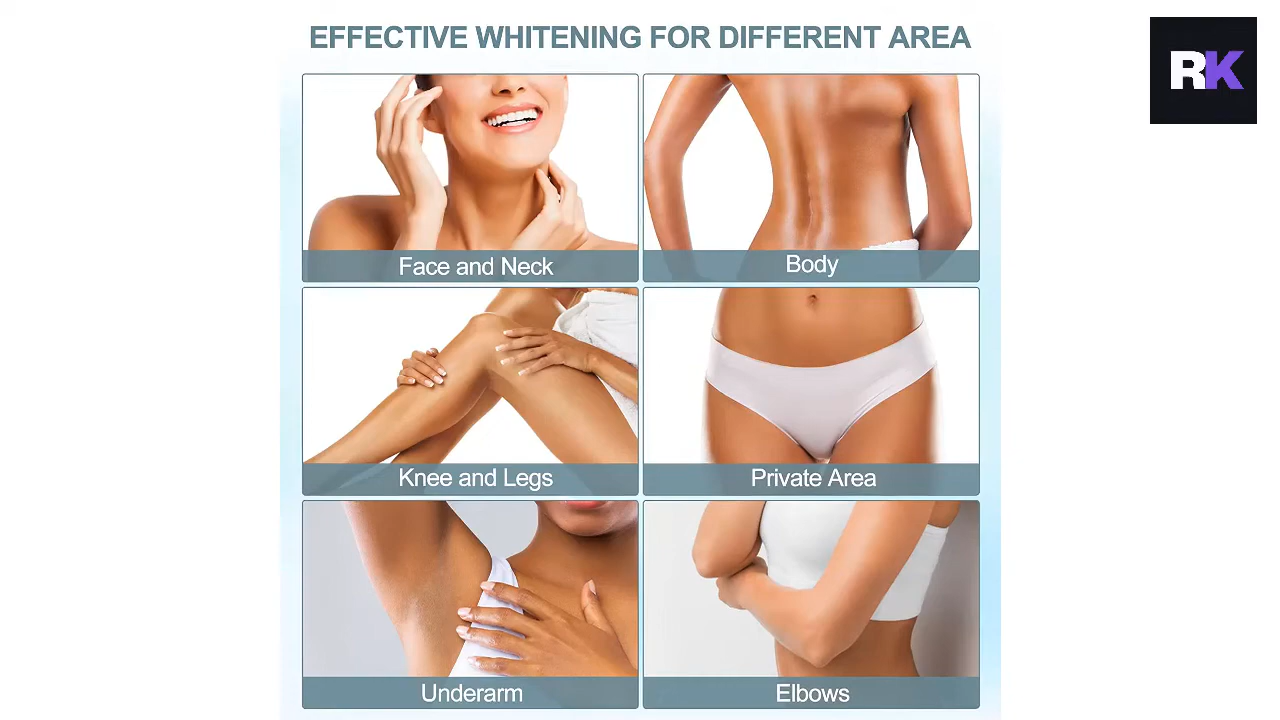 EFFECTIVE WHITENING FOR DIFFERENT AREA
RK
Face and Neck
Body
Knee and Legs
Private Area
Underarm
Elbows